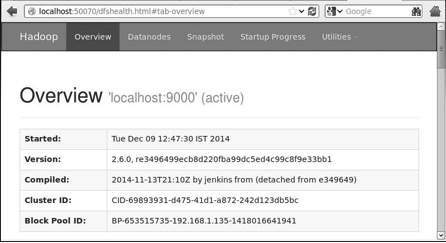 localhost:50070/dfshealth.html#tab-overview
Google
Hadoop Overview Datanodes Snapshot Startup Progress Utilities
Overview 'localhost:9000' (active)
Started: Tue Dec 09 12:47:30 IST 2014
Version: 2.6.0, re3496499ecb8d220fba99dc5ed4c99c8f9e33bb1
Compiled: 2014-11-13T21:10Z by jenkins from (detached from e349649)
Cluster ID: CID-69893931-d475-41d1-a872-242d123db5bc
Block Pool ID: BP-653515735-192.168.1.135-1418016641941